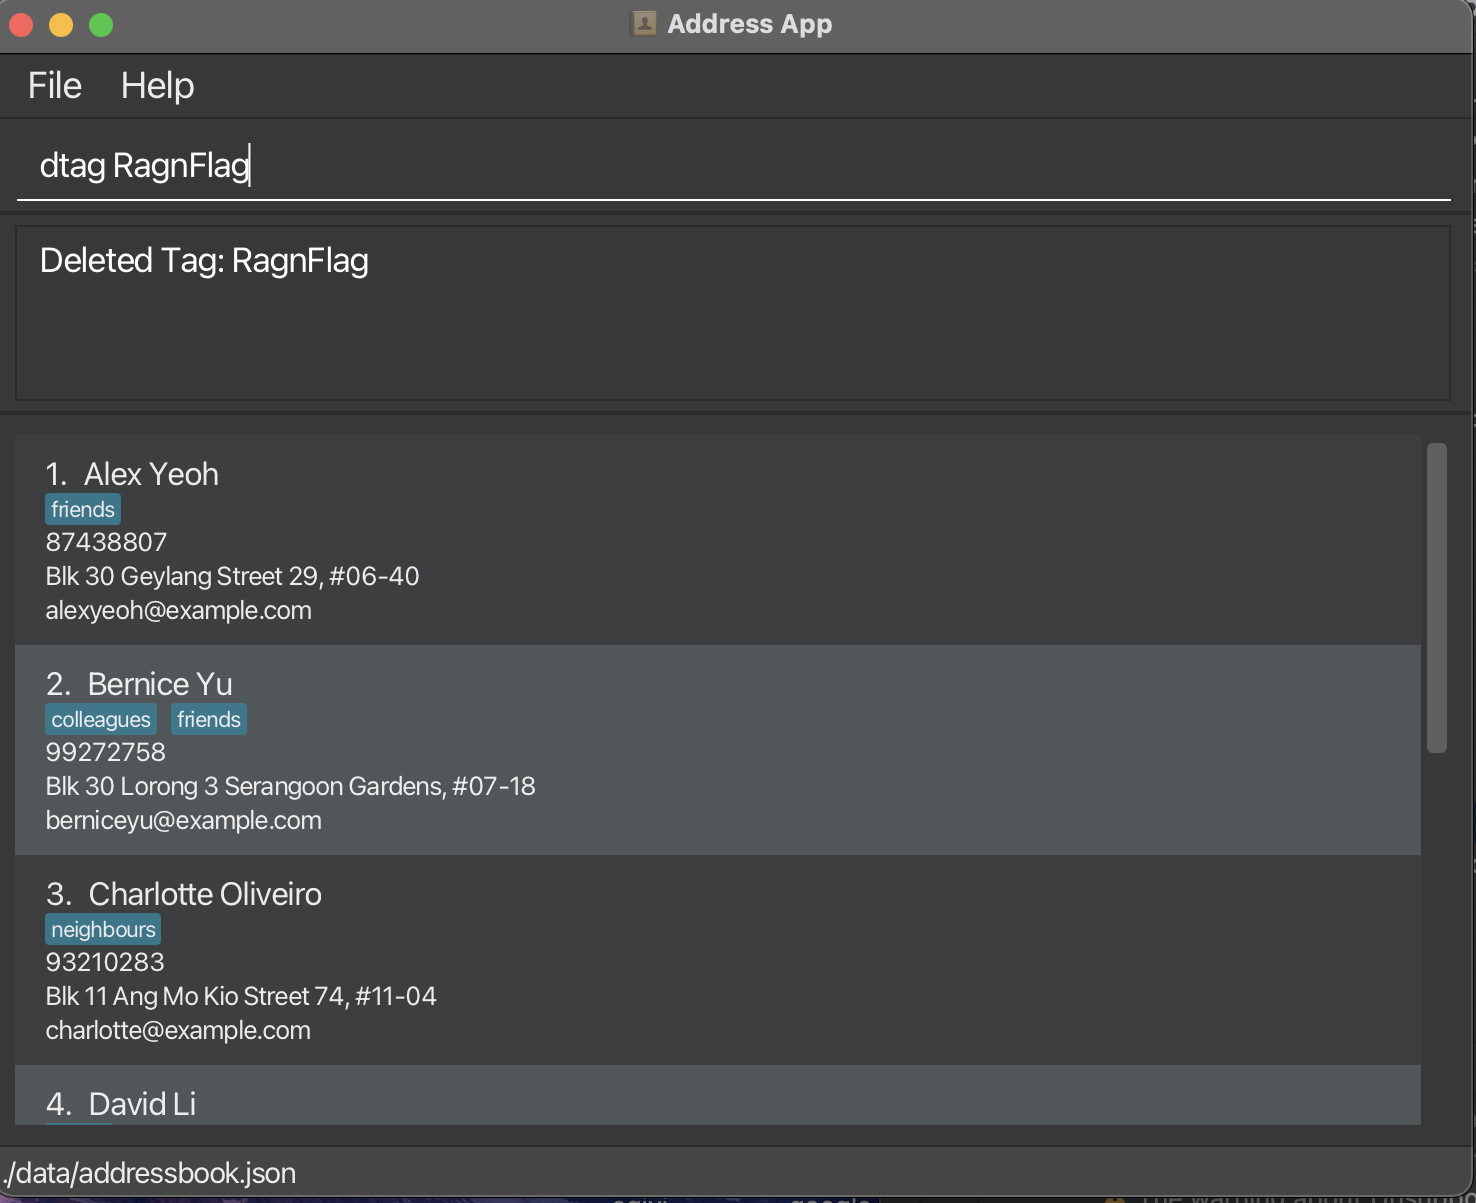 Address App
File Help
dtag RagnFlag
Deleted Tag: RagnFlag
1. Alex Yeoh
friends
87438807
Blk 30 Geylang Street 29, #06-40
alexyeoh@example.com
2. Bernice Yu
colleagues friends
99272758
Blk 30 Lorong 3 Serangoon Gardens, #07-18
berniceyu@example.com
3. Charlotte Oliveiro
neighbours
93210283
Blk 11 Ang Mo Kio Street 74, #11-04
charlotte@example.com
4. David Li
./data/addressbook.json